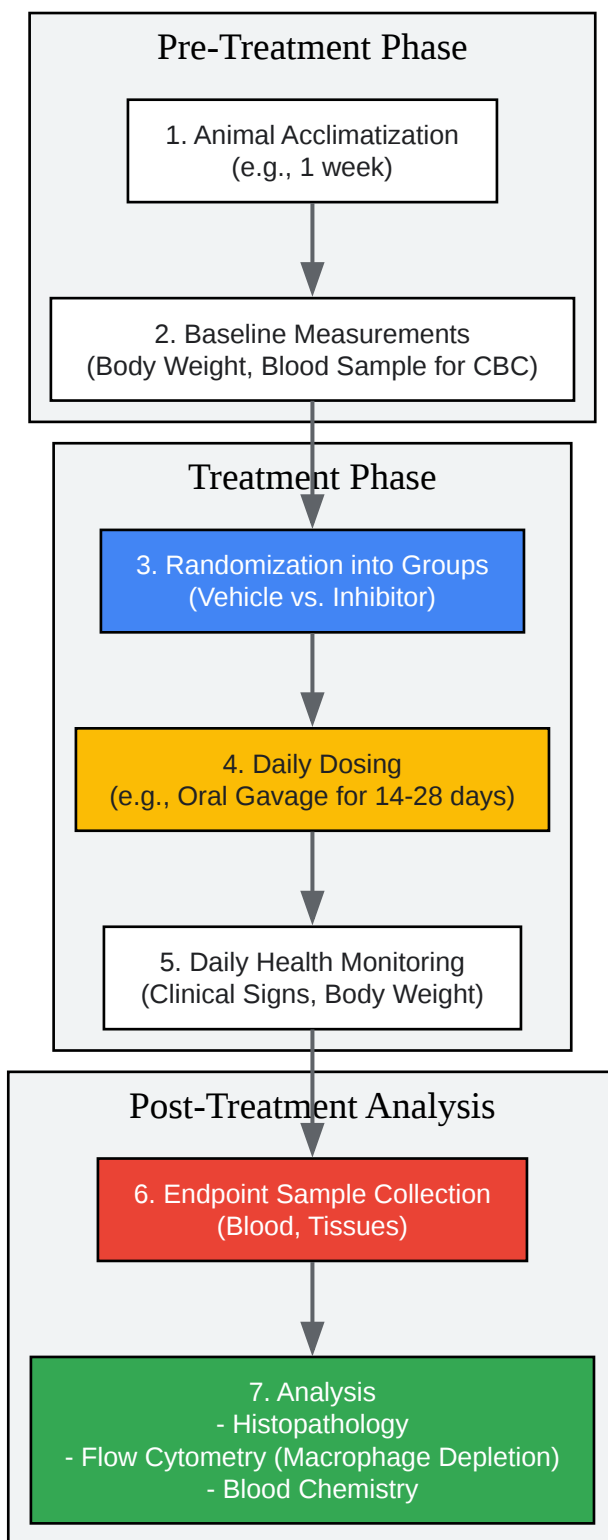 Pre-Treatment Phase
1. Animal Acclimatization
(e.g., 1 week)
2. Baseline Measurements
(Body Weight, Blood Sample for CBC)
Treatment Phase
3. Randomization into Groups
(Vehicle vs. Inhibitor)
4. Daily Dosing
(e.g., Oral Gavage for 14-28 days)
5. Daily Health Monitoring
(Clinical Signs, Body Weight)
Post-Treatment Analysis
6. Endpoint Sample Collection
(Blood, Tissues)
7. Analysis
- Histopathology
- Flow Cytometry (Macrophage Depletion)
- Blood Chemistry